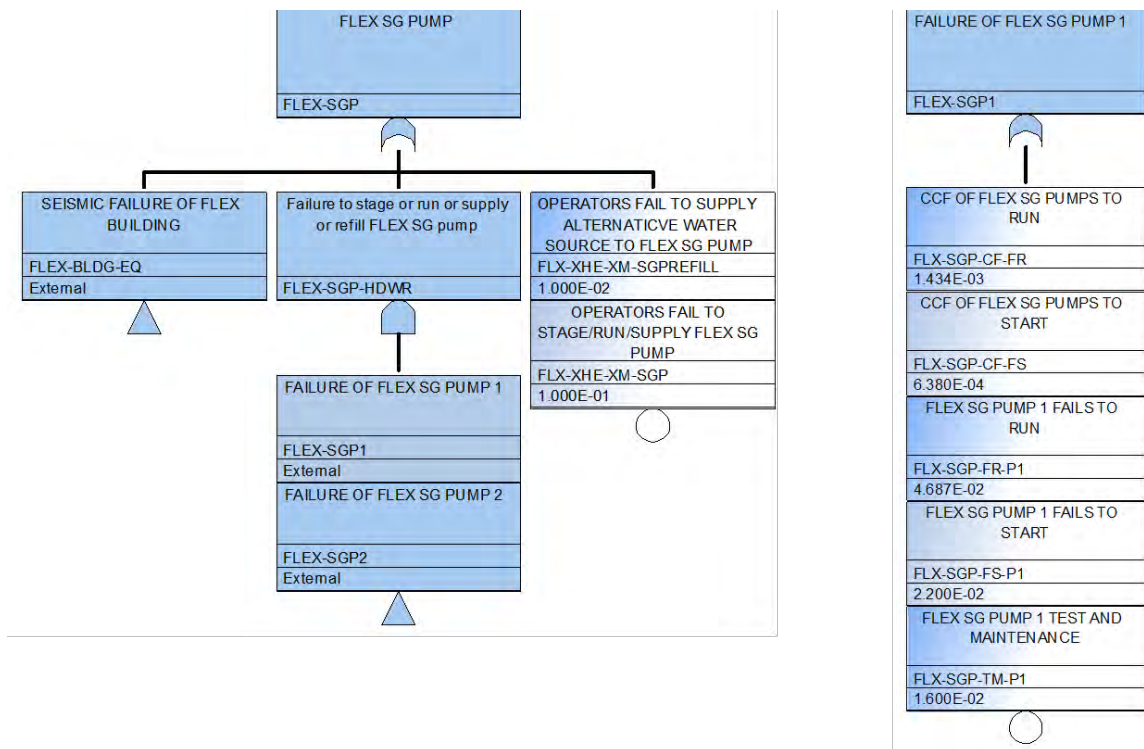 FLEX SG PUMP
FLEX-SGP
SEISMIC FAILURE OF FLEX
BUILDING
FLEX-BLDG-EQ
External
Failure to stage or run or supply
or refill FLEX SG pump
FLEX-SGP-HDWR
OPERATORS FAIL TO SUPPLY
ALTERNATICVE WATER
SOURCE TO FLEX SG PUMP
FLX-XHE-XM-SGPREFILL
1.000E-02
OPERATORS FAIL TO
STAGE/RUN/SUPPLY FLEX SG
PUMP
FLX-XHE-XM-SGP
1.000E-01
FAILURE OF FLEX SG PUMP 1
FLEX-SGP1
External
FAILURE OF FLEX SG PUMP 2
FLEX-SGP2
External
FAILURE OF FLEX SG PUMP 1
FLEX-SGP1
CCF OF FLEX SG PUMPS TO
RUN
FLX-SGP-CF-FR
1.434E-03
CCF OF FLEX SG PUMPS TO
START
FLX-SGP-CF-FS
6.380E-04
FLEX SG PUMP 1 FAILS TO
RUN
FLX-SGP-FR-P1
4.687E-02
FLEX SG PUMP 1 FAILS TO
START
FLX-SGP-FS-P1
2.200E-02
FLEX SG PUMP 1 TEST AND
MAINTENANCE
FLX-SGP-TM-P1
1.600E-02